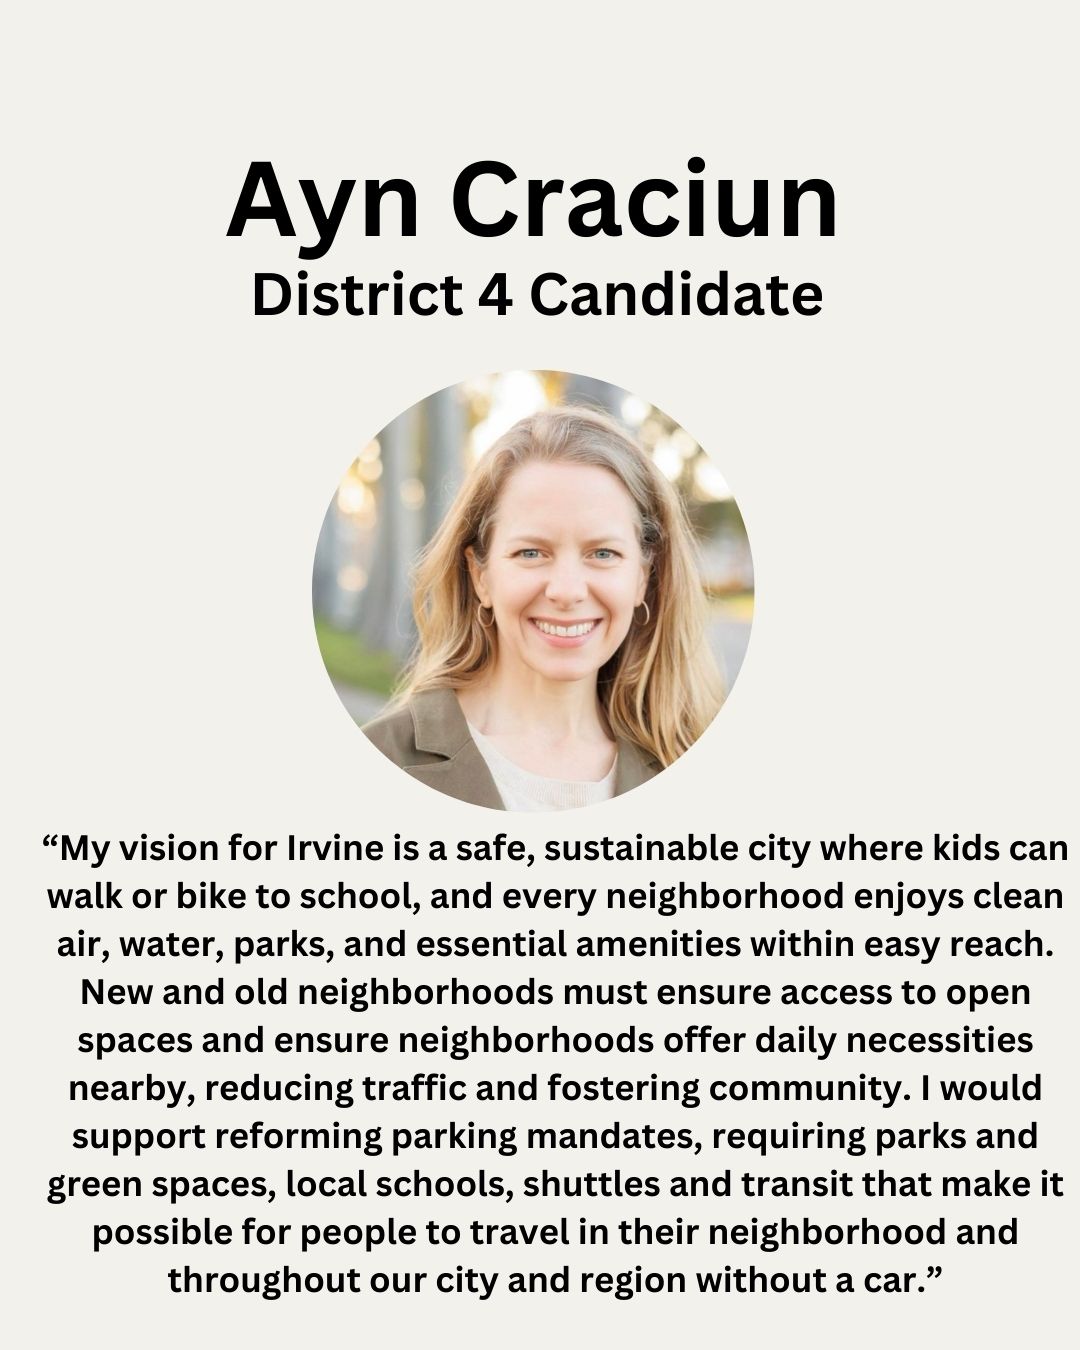 Ayn Craciun
District 4 Candidate
“My vision for Irvine is a safe, sustainable city where kids can
walk or bike to school, and every neighborhood enjoys clean
air, water, parks, and essential amenities within easy reach.
New and old neighborhoods must ensure access to open
spaces and ensure neighborhoods offer daily necessities
nearby, reducing traffic and fostering community. I would
support reforming parking mandates, requiring parks and
green spaces, local schools, shuttles and transit that make it
possible for people to travel in their neighborhood and
throughout our city and region without a car.”